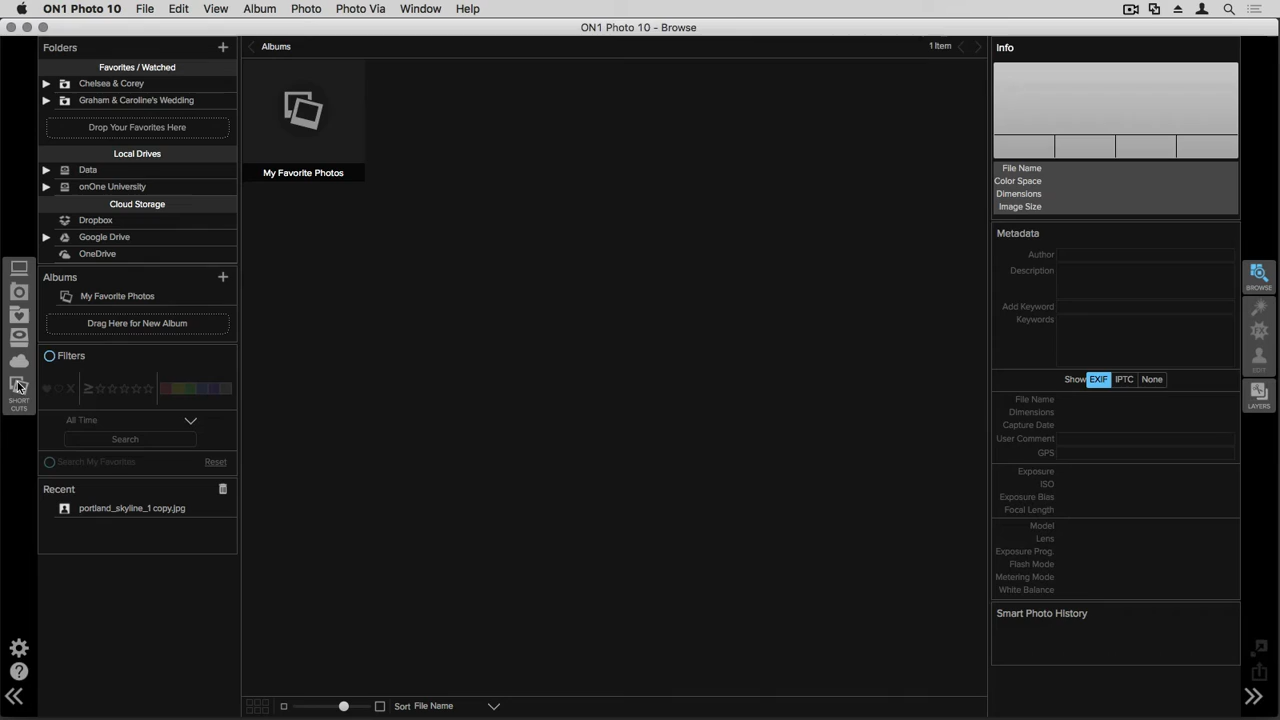 ON1 Photo 10 File Edit View Album Photo Photo Via Window Help
ON1 Photo 10 - Browse
Folders
Favorites / Watched
Chelsea & Corey
Graham & Caroline's Wedding
Drop Your Favorites Here
Local Drives
Data
onOne University
Cloud Storage
Dropbox
Google Drive
OneDrive
Albums
My Favorite Photos
Drag Here for New Album
Filters
All Time
Search
Search My Favorites Reset
Recent
portland_skyline_1 copy.jpg
SHORT
CUTS
Albums
1 Item
My Favorite Photos
Sort File Name
Info
File Name
Color Space
Dimensions
Image Size
Metadata
Author
Description
Add Keyword
Keywords
Show EXIF IPTC None
File Name
Dimensions
Capture Date
User Comment
GPS
Exposure
ISO
Exposure Bias
Focal Length
Model
Lens
Exposure Prog.
Flash Mode
Metering Mode
White Balance
Smart Photo History
BROWSE
EDIT
LAYERS